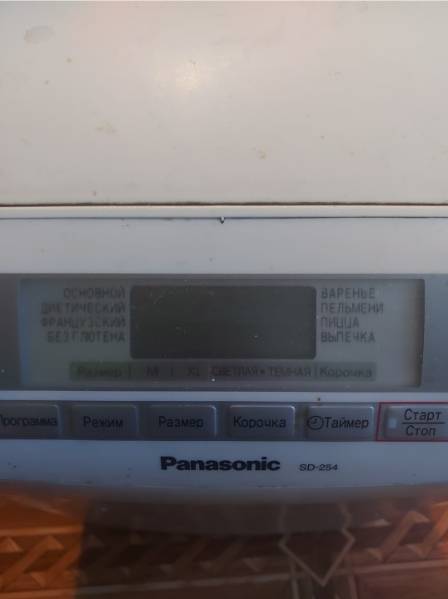 ОСНОВНОЙ ВАРЕНЬЕ
ДИЕТИЧЕСКИЙ ПЕЛЬМЕНИ
ФРАНЦУЗСКИЙ ПИЦЦА
БЕЗ ГЛЮТЕНА ВЫПЕЧКА
Размер M XL СВЕТЛАЯ ТЕМНАЯ Корочка
Программа Режим Размер Корочка Таймер Старт
Стоп
Panasonic SD-254